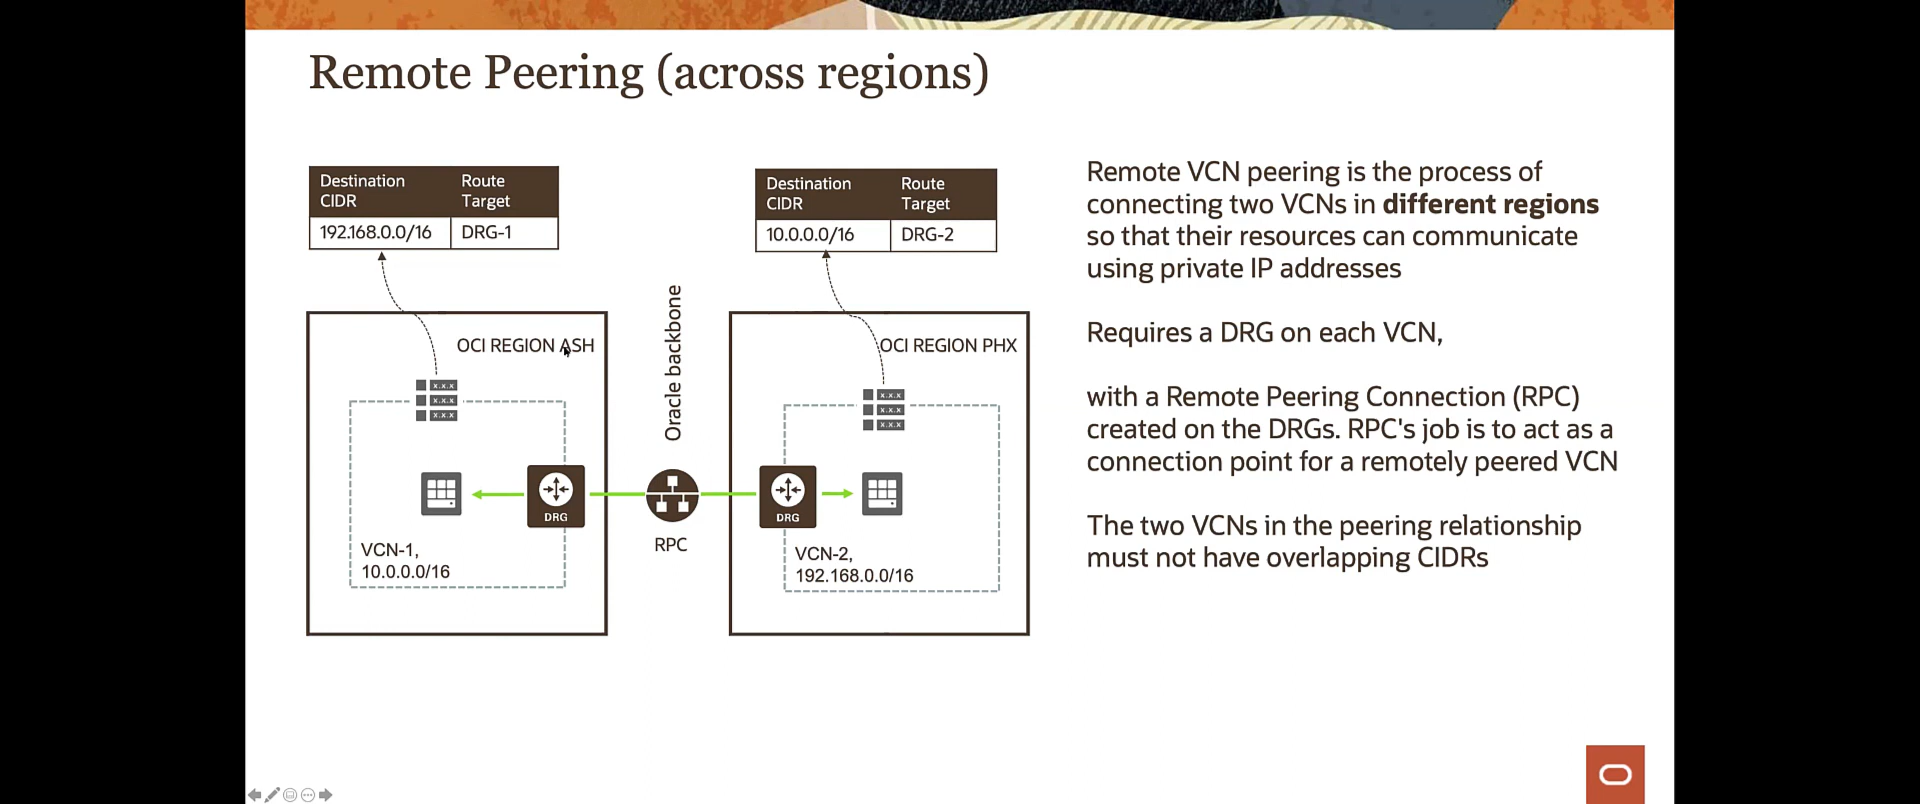 Remote Peering (across regions)
Destination CIDR
Route Target
192.168.0.0/16
DRG-1
Destination CIDR
Route Target
10.0.0.0/16
DRG-2
OCI REGION ASH
Oracle backbone
OCI REGION PHX
x.x.x
x.x.x
x.x.x
x.x.x
x.x.x
x.x.x
DRG
RPC
DRG
VCN-1,
10.0.0.0/16
VCN-2,
192.168.0.0/16
Remote VCN peering is the process of
connecting two VCNs in different regions
so that their resources can communicate
using private IP addresses
Requires a DRG on each VCN,
with a Remote Peering Connection (RPC)
created on the DRGs. RPC's job is to act as a
connection point for a remotely peered VCN
The two VCNs in the peering relationship
must not have overlapping CIDRs